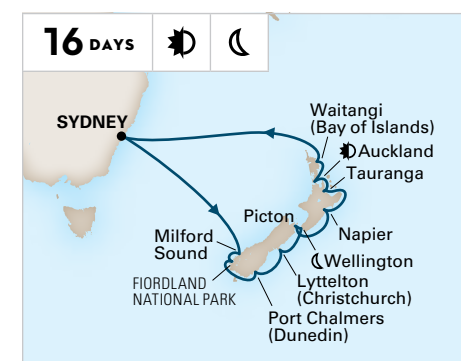 16 DAYS
SYDNEY
Waitangi
(Bay of Islands)
Auckland
Tauranga
Picton
Napier
Milford
Sound
Wellington
FIORDLAND
NATIONAL PARK
Lyttelton
(Christchurch)
Port Chalmers
(Dunedin)